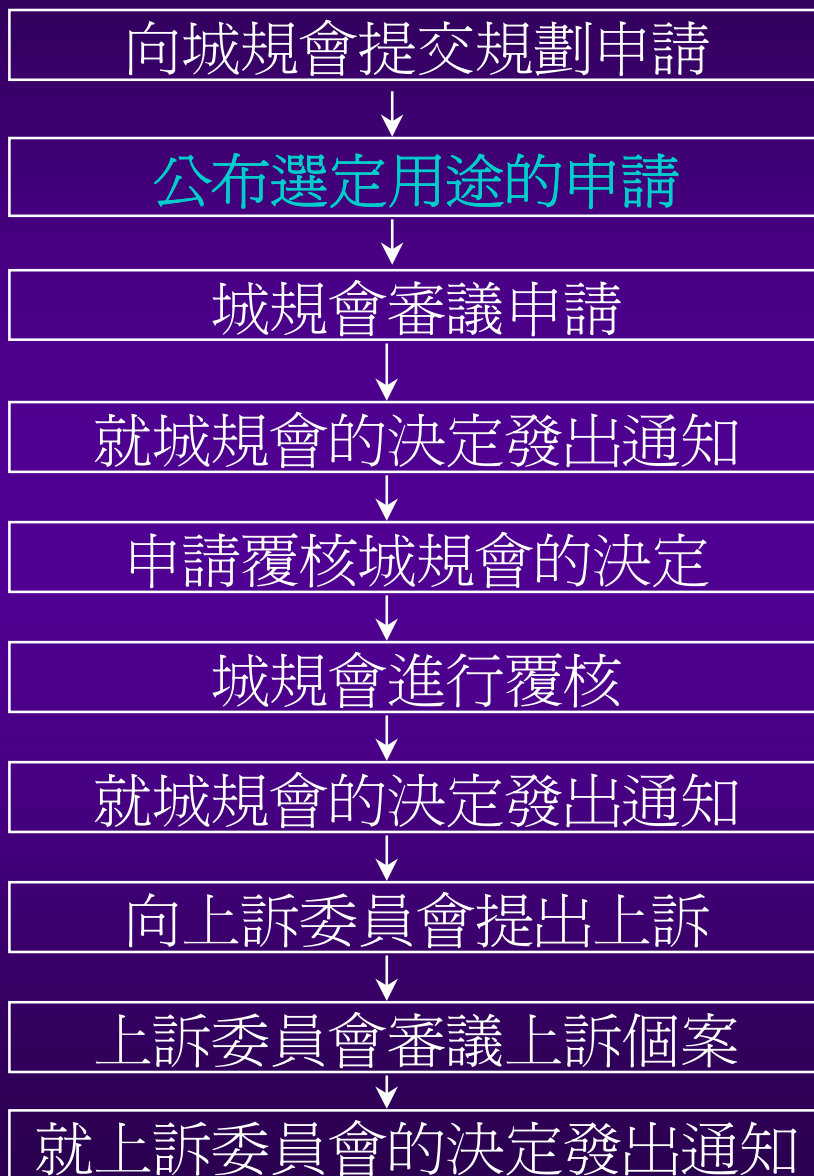 向城規會提交規劃申請
公布選定用途的申請
城規會審議申請
就城規會的決定發出通知
申請覆核城規會的決定
城規會進行覆核
就城規會的決定發出通知
向上訴委員會提出上訴
上訴委員會審議上訴個案
就上訴委員會的決定發出通知